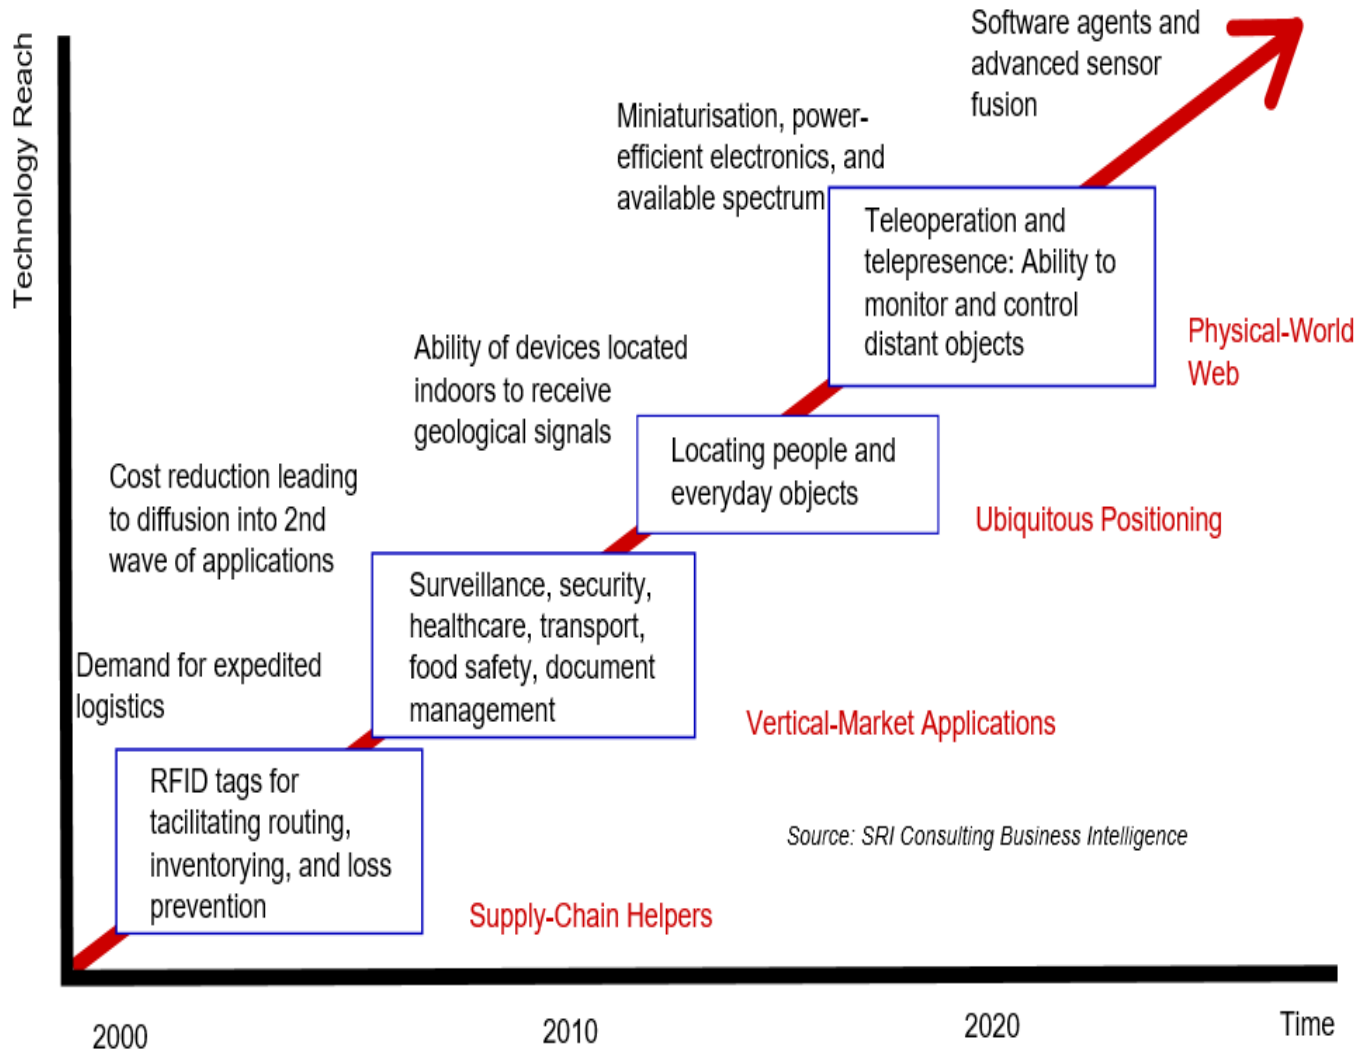 Technology Reach
Software agents and
advanced sensor
fusion
Miniaturisation, power-
efficient electronics, and
available spectrum
Teleoperation and
telepresence: Ability to
monitor and control
distant objects
Physical-World
Web
Ability of devices located
indoors to receive
geological signals
Locating people and
everyday objects
Ubiquitous Positioning
Cost reduction leading
to diffusion into 2nd
wave of applications
Surveillance, security,
healthcare, transport,
food safety, document
management
Vertical-Market Applications
Demand for expedited
logistics
RFID tags for
tacilitating routing,
inventorying, and loss
prevention
Supply-Chain Helpers
Source: SRI Consulting Business Intelligence
2000
2010
2020
Time